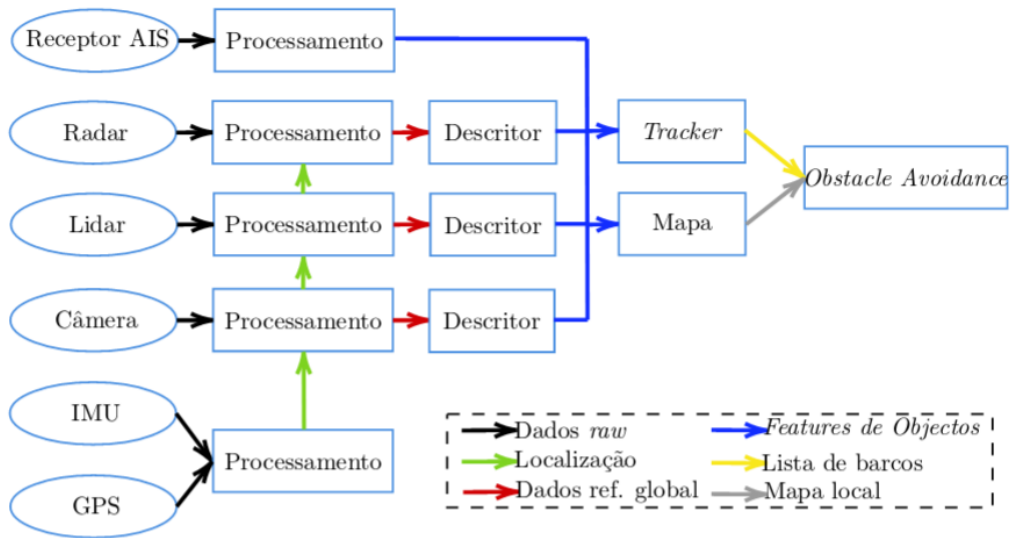 Receptor AIS
Processamento
Radar
Processamento
Descritor
Tracker
Obstacle Avoidance
Lidar
Processamento
Descritor
Mapa
Câmera
Processamento
Descritor
IMU
Processamento
GPS
Dados raw
Features de Objectos
Localização
Lista de barcos
Dados ref. global
Mapa local